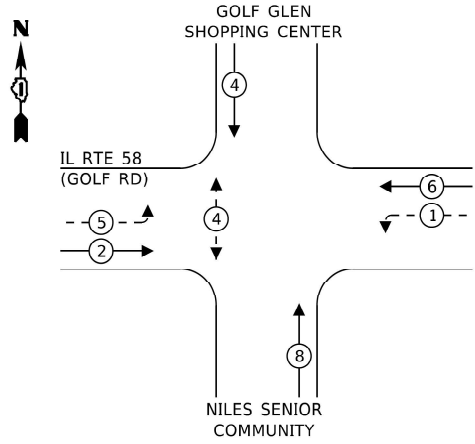 GOLF GLEN
SHOPPING CENTER
N
4
IL RTE 58
(GOLF RD)
6
5
4
1
2
8
NILES SENIOR
COMMUNITY